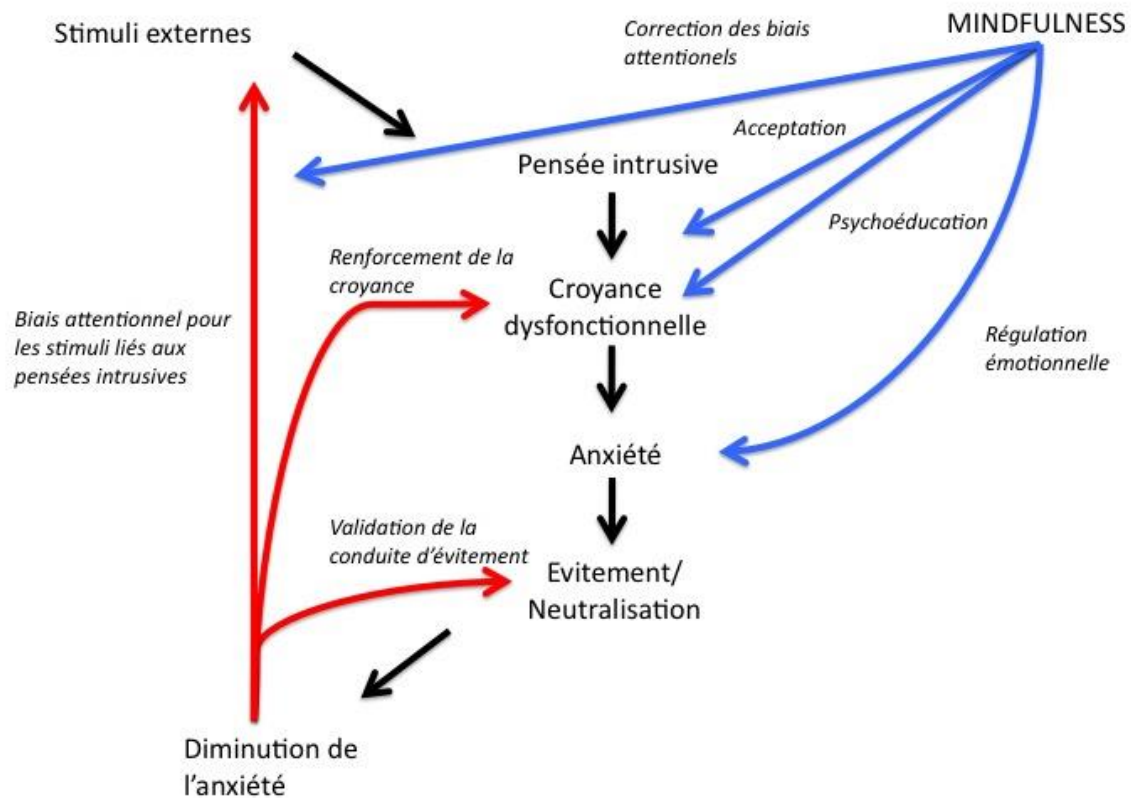 Stimuli externes
Correction des biais
attentionels
MINDFULNESS
Acceptation
Pensée intrusive
Psychoéducation
Renforcement de la
croyance
Croyance
dysfonctionnelle
Biais attentionnel pour
les stimuli liés aux
pensées intrusives
Régulation
émotionnelle
Anxiété
Validation de la
conduite d'évitement
Evitement/
Neutralisation
Diminution de
l'anxiété